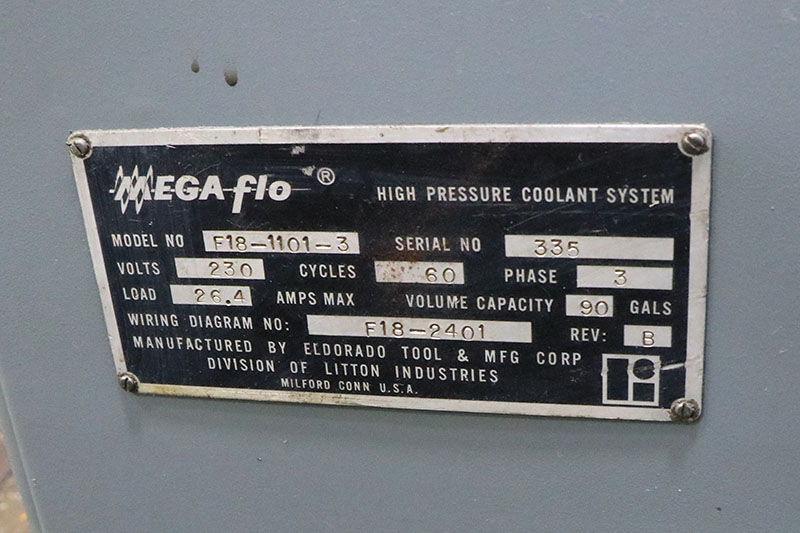 MEGAflo ® HIGH PRESSURE COOLANT SYSTEM
MODEL NO F18-1101-3 SERIAL NO 335
VOLTS 230 CYCLES 60 PHASE 3
LOAD 26.4 AMPS MAX VOLUME CAPACITY 90 GALS
WIRING DIAGRAM NO: F18-2401 REV: B
MANUFACTURED BY ELDORADO TOOL & MFG CORP
DIVISION OF LITTON INDUSTRIES
MILFORD CONN U.S.A.